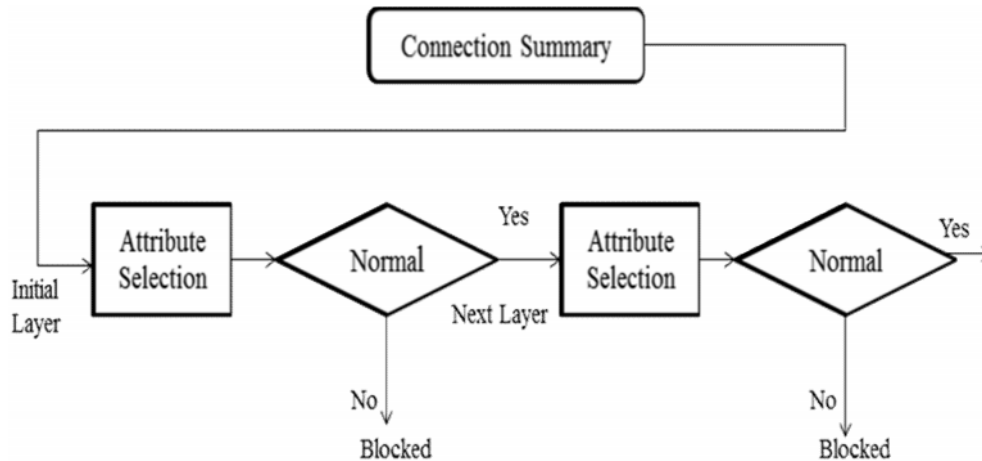 Connection Summary
Initial
Layer
Attribute
Selection
Normal
No
Blocked
Yes
Next Layer
Attribute
Selection
Normal
No
Blocked
Yes